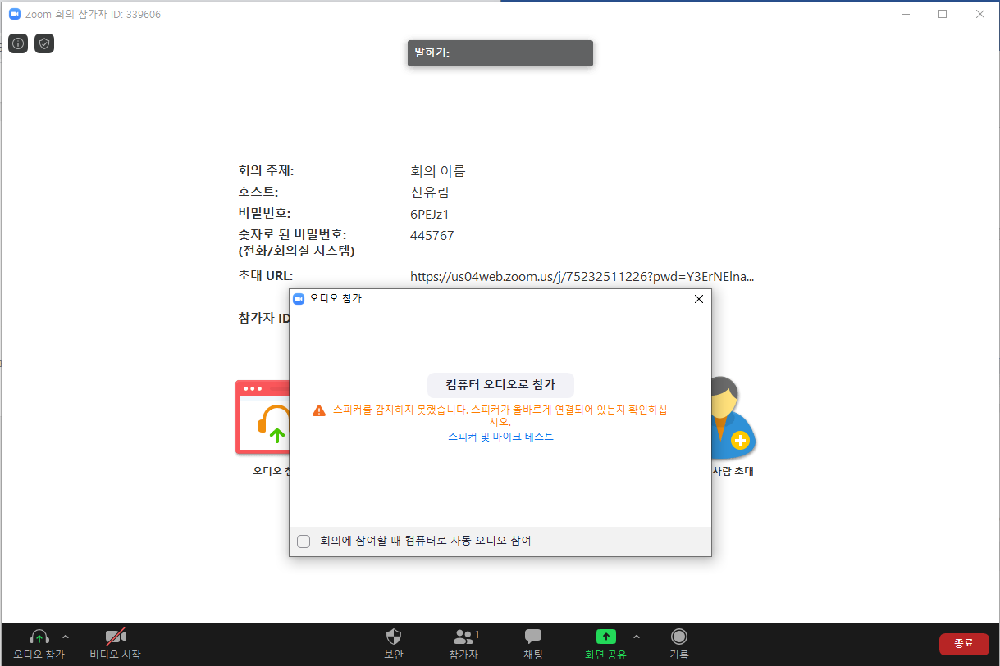 Zoom 회의 참가자 ID: 339606
말하기:
회의 주제: 회의 이름
호스트: 신유림
비밀번호: 6PEJz1
숫자로 된 비밀번호: 445767
(전화/회의실 시스템)
초대 URL: https://us04web.zoom.us/j/75232511226?pwd=Y3ErNElna...
참가자 ID
오디오 참가
컴퓨터 오디오로 참가
스피커를 감지하지 못했습니다. 스피커가 올바르게 연결되어 있는지 확인하십
시오.
스피커 및 마이크 테스트
오디오
사람 초대
회의에 참여할 때 컴퓨터로 자동 오디오 참여
오디오 참가
비디오 시작
보안
1
참가자
채팅
화면 공유
기록
종료